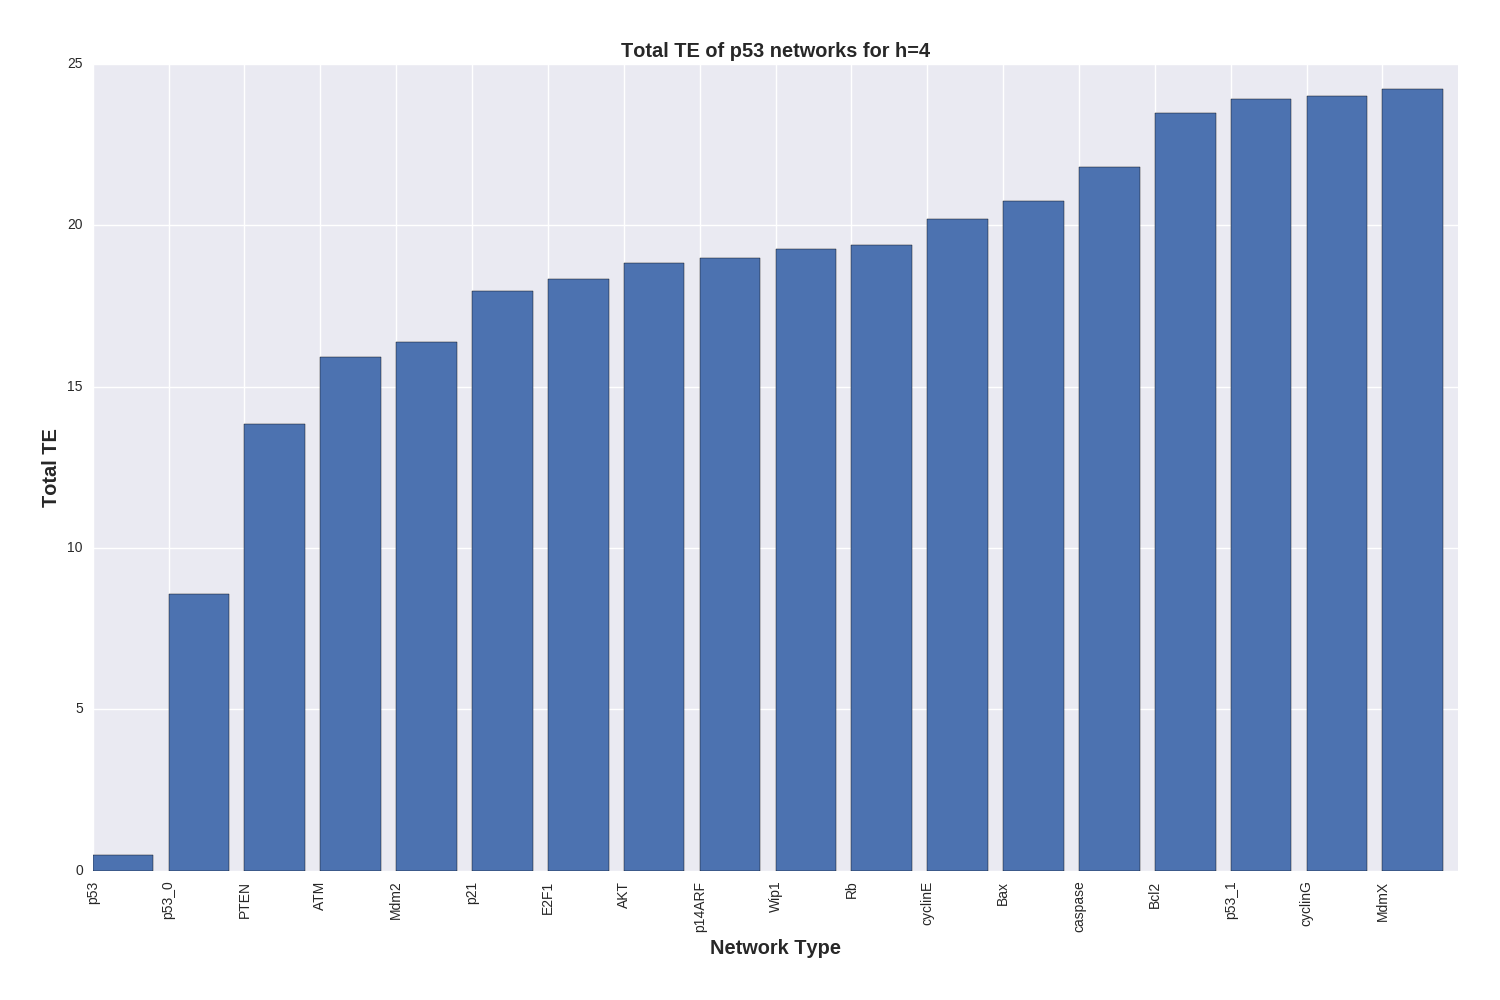 Total TE of p53 networks for h=4
25
20
15
10
5
0
Total TE
p53
p53_0
PTEN
ATM
Mdm2
p21
E2F1
AKT
p14ARF
Wip1
Rb
cyclinE
Bax
caspase
Bcl2
p53_1
cyclinG
MdmX
Network Type